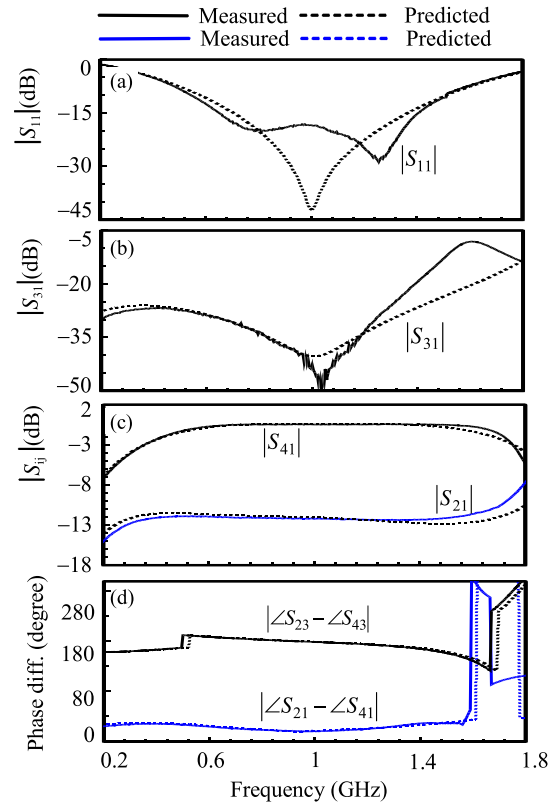 Measured Predicted
Measured Predicted
(a)
|S11|(dB)
0
-15
-30
-45
|S11|
(b)
|S31|(dB)
-5
-20
-35
-50
|S31|
(c)
|Sij|(dB)
2
-3
-8
-13
-18
|S41|
|S21|
(d)
Phase diff. (degree)
280
180
80
0
|∠S23−∠S43|
|∠S21−∠S41|
0.2 0.6 1 1.4 1.8
Frequency (GHz)